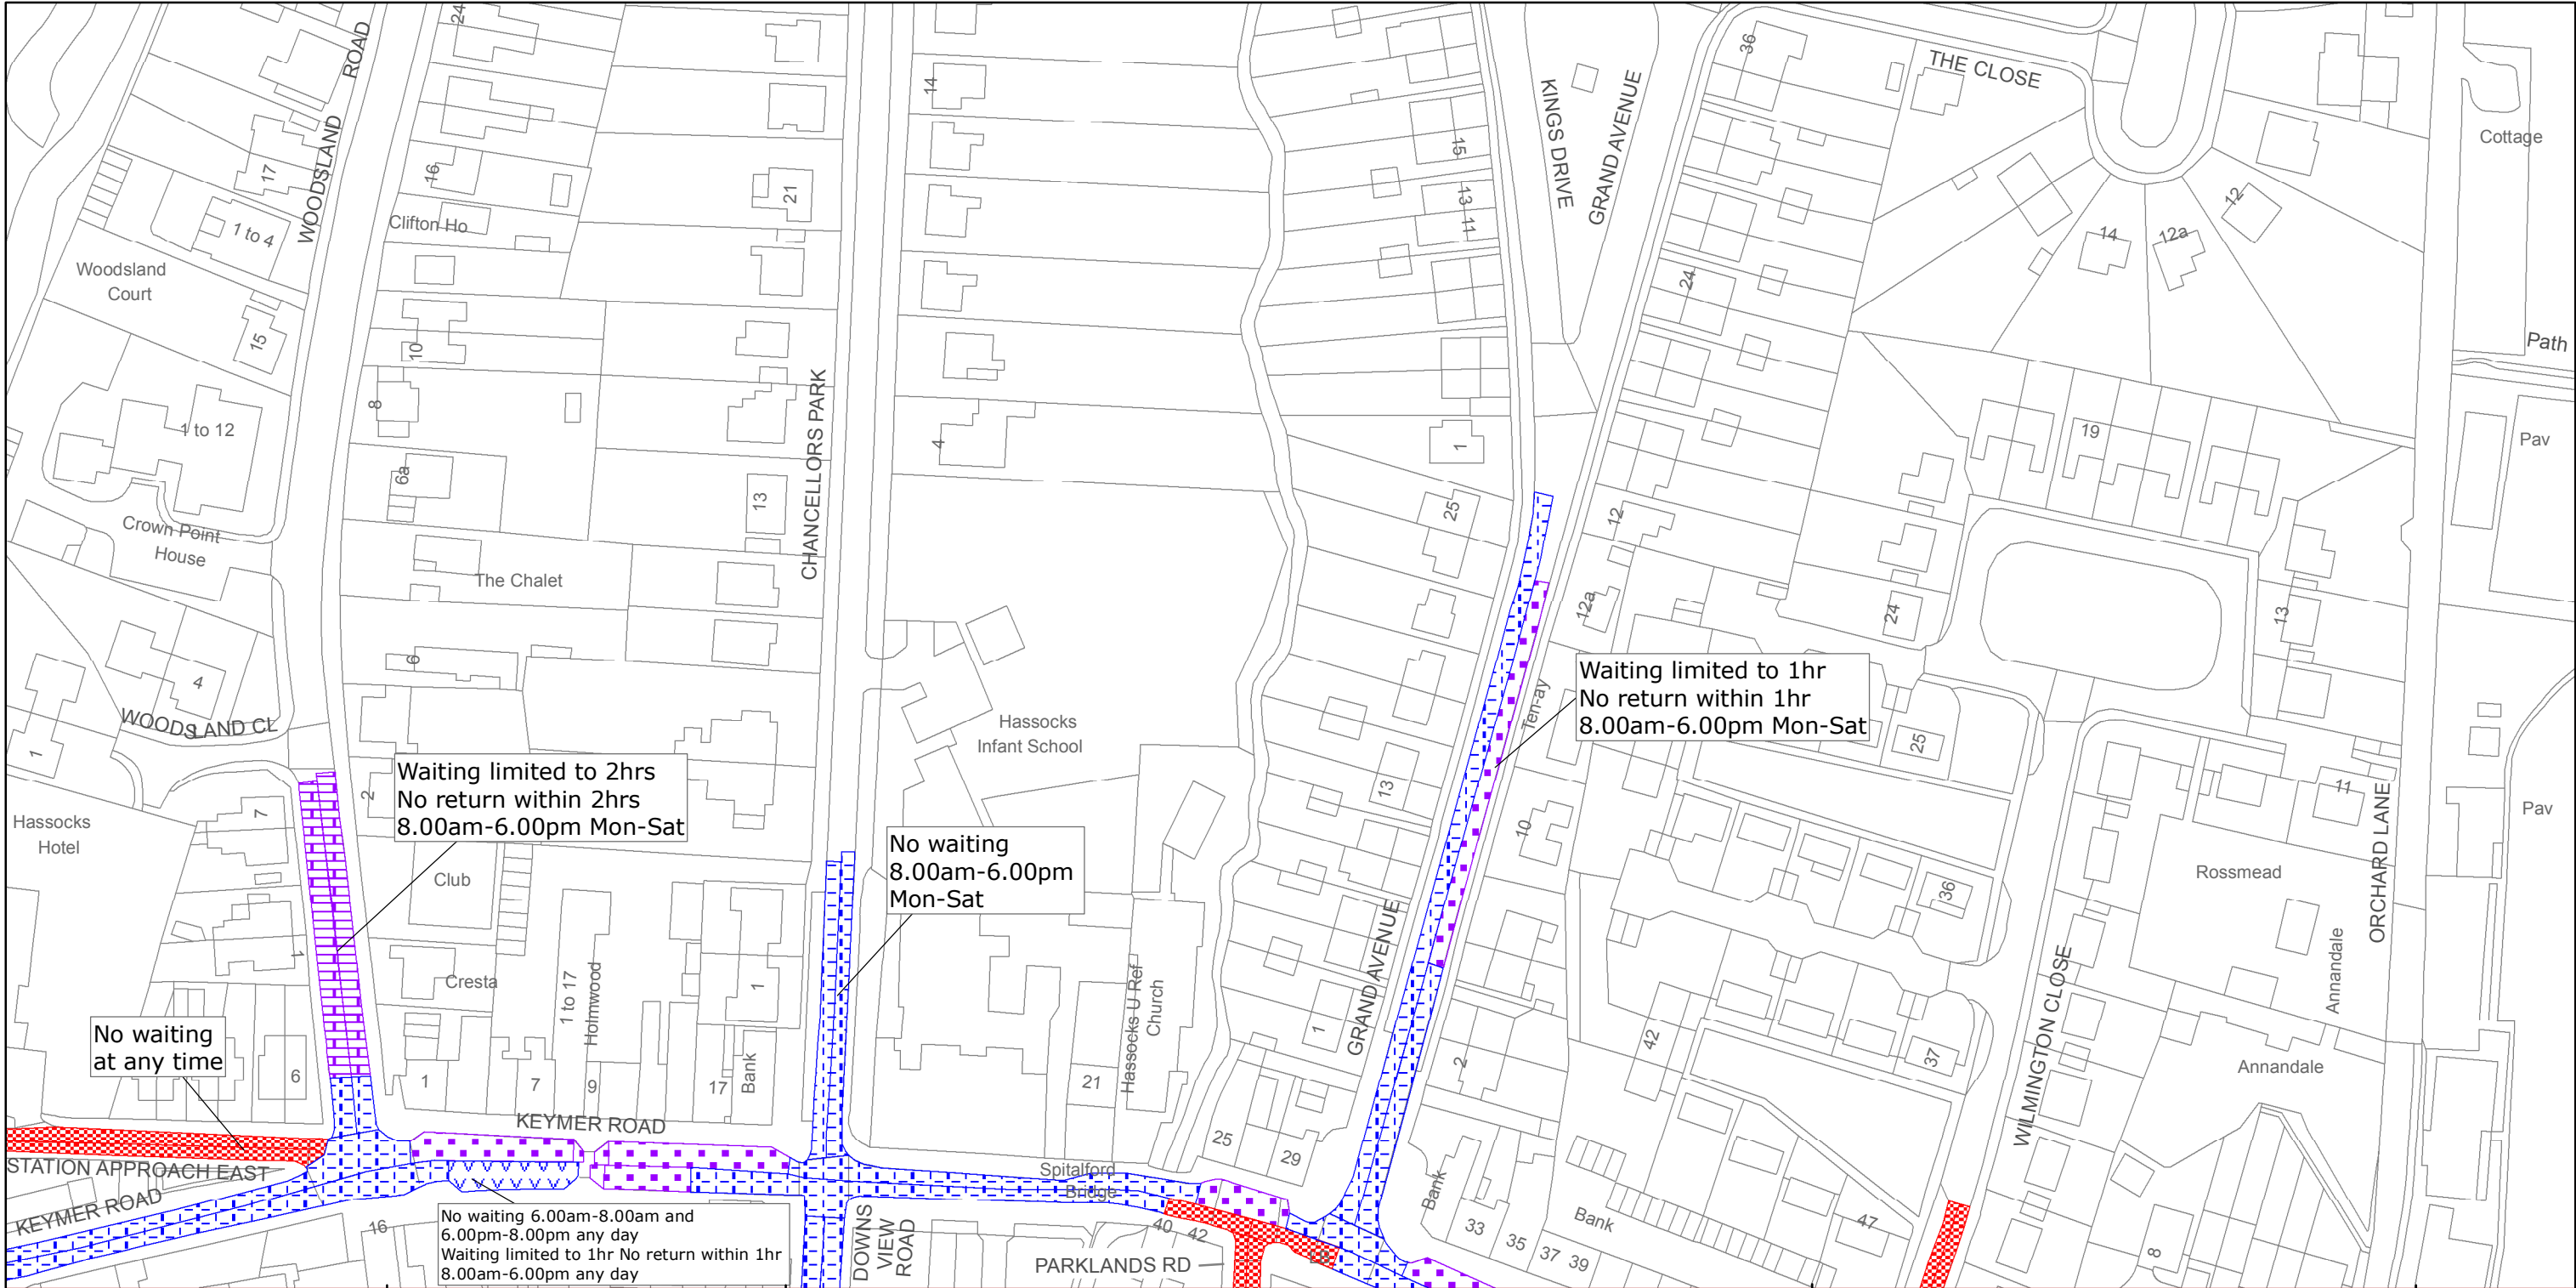 24
ROAD
WOODSLAND
17
1 to 4
Woodsland
Court
15
1 to 12
Crown Point
House
4
WOODSLAND CL
1
7
Hassocks
Hotel
1
6
No waiting
at any time
STATION APPROACH EAST
KEYMER ROAD
16
Clifton Ho
16
10
8
6a
The Chalet
6
2
Waiting limited to 2hrs
No return within 2hrs
8.00am-6.00pm Mon-Sat
Club
Cresta
1
7
1 to 17
Holmwood
9
17
Bank
1
KEYMER ROAD
No waiting 6.00am-8.00am and
6.00pm-8.00pm any day
Waiting limited to 1hr No return within 1hr
8.00am-6.00pm any day
21
13
CHANCELLORS PARK
14
4
No waiting
8.00am-6.00pm
Mon-Sat
Hassocks
Infant School
21
Hassocks U Ref
Church
Spitalford
Bridge
DOWNS
VIEW
ROAD
PARKLANDS RD
40
42
25
29
15
13
11
1
25
13
1
KINGS DRIVE
GRAND AVENUE
GRAND AVENUE
36
24
12
12a
Ten-ay
10
2
Waiting limited to 1hr
No return within 1hr
8.00am-6.00pm Mon-Sat
Bank
33
35
37
39
Bank
47
42
37
36
25
24
THE CLOSE
14
12a
12
19
13
11
Rossmead
Annandale
Annandale
8
WILMINGTON CLOSE
ORCHARD LANE
Cottage
Path
Pav
Pav